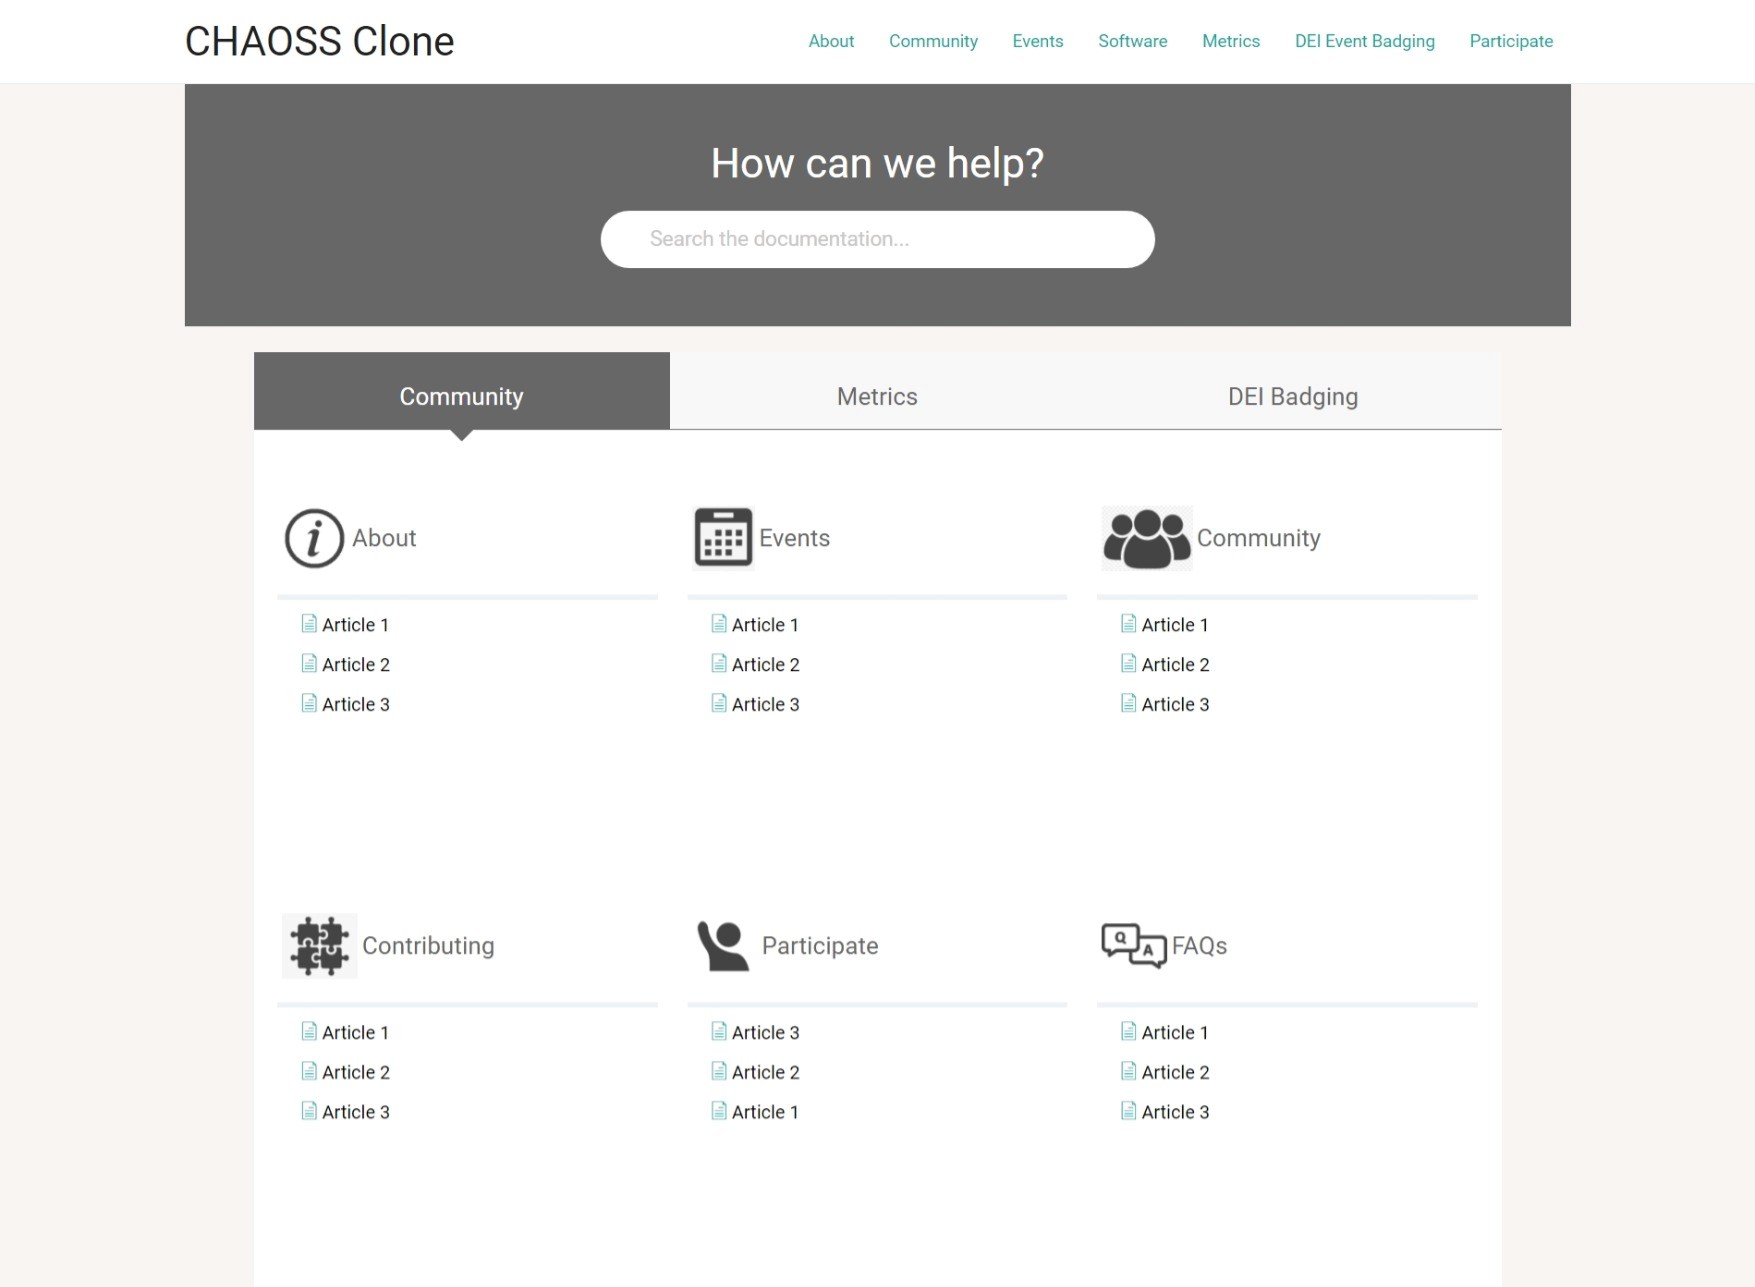 CHAOSS Clone
About Community Events Software Metrics DEI Event Badging Participate
How can we help?
Search the documentation...
Community Metrics DEI Badging
About
Article 1
Article 2
Article 3
Events
Article 1
Article 2
Article 3
Community
Article 1
Article 2
Article 3
Contributing
Article 1
Article 2
Article 3
Participate
Article 3
Article 2
Article 1
Q A FAQs
Article 1
Article 2
Article 3